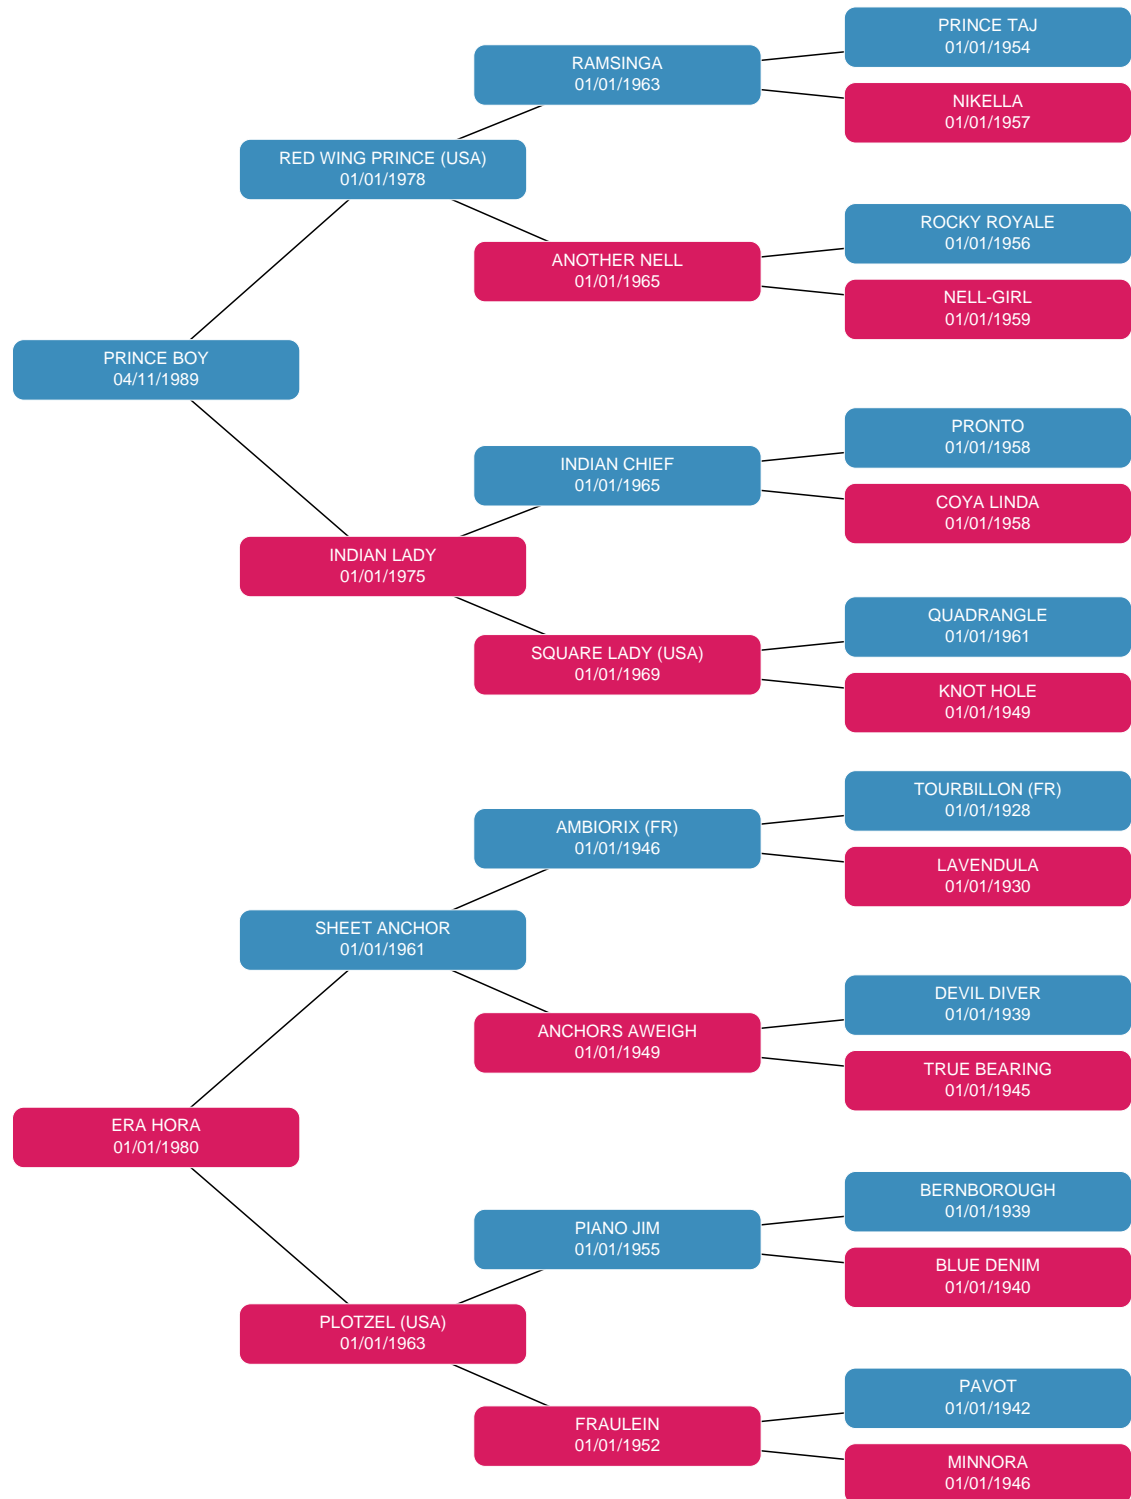 PRINCE TAJ
01/01/1954
RAMSINGA
01/01/1963
NIKELLA
01/01/1957
RED WING PRINCE (USA)
01/01/1978
ROCKY ROYALE
01/01/1956
ANOTHER NELL
01/01/1965
NELL-GIRL
01/01/1959
PRINCE BOY
04/11/1989
PRONTO
01/01/1958
INDIAN CHIEF
01/01/1965
COYA LINDA
01/01/1958
INDIAN LADY
01/01/1975
QUADRANGLE
01/01/1961
SQUARE LADY (USA)
01/01/1969
KNOT HOLE
01/01/1949
TOURBILLON (FR)
01/01/1928
AMBIORIX (FR)
01/01/1946
LAVENDULA
01/01/1930
SHEET ANCHOR
01/01/1961
DEVIL DIVER
01/01/1939
ANCHORS AWEIGH
01/01/1949
TRUE BEARING
01/01/1945
ERA HORA
01/01/1980
BERNBOROUGH
01/01/1939
PIANO JIM
01/01/1955
BLUE DENIM
01/01/1940
PLOTZEL (USA)
01/01/1963
PAVOT
01/01/1942
FRAULEIN
01/01/1952
MINNORA
01/01/1946